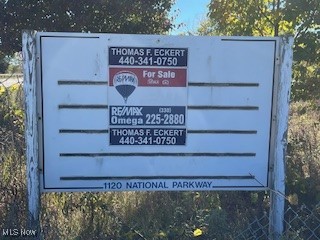 THOMAS F. ECKERT
440-341-0750
RE/MAX
For Sale
RE/MAX (330)
Omega 225-2880
THOMAS F. ECKERT
440-341-0750
1120 NATIONAL PARKWAY
MLS Now